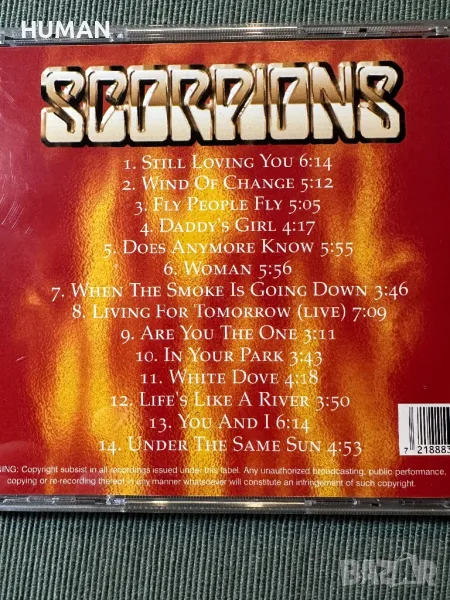 HUMAN
SCORPIONS
1. STILL LOVING YOU 6:14
2. WIND OF CHANGE 5:12
3. FLY PEOPLE FLY 5:05
4. DADDY'S GIRL 4:17
5. DOES ANYMORE KNOW 5:55
6. WOMAN 5:56
7. WHEN THE SMOKE IS GOING DOWN 3:46
8. LIVING FOR TOMORROW (LIVE) 7:09
9. ARE YOU THE ONE 3:11
10. IN YOUR PARK 3:43
11. WHITE DOVE 4:18
12. LIFE'S LIKE A RIVER 3:50
13. YOU AND I 6:14
14. UNDER THE SAME SUN 4:53
7 218883
NING: Copyright subsist in all recordings issued under this label. Any unauthorized broadcasting, public performance,
copying or re-recording thereof in any manner whatsoever will constitute an infringement of such copyright.
BAZAR